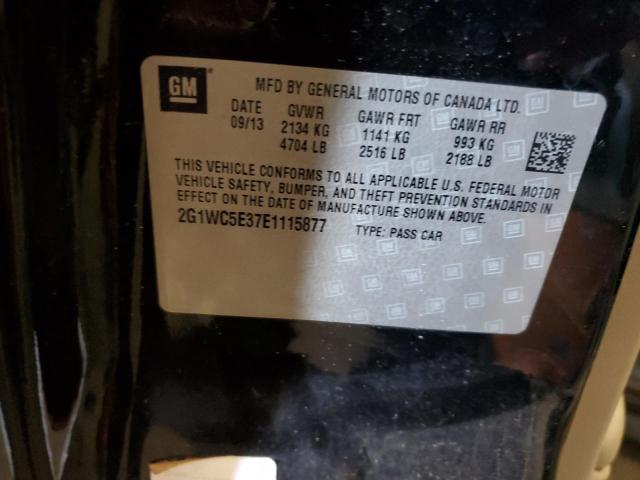 GM
MFD BY GENERAL MOTORS OF CANADA LTD.
DATE GVWR GAWR FRT GAWR RR
09/13 2134 KG 1141 KG 993 KG
4704 LB 2516 LB 2188 LB
THIS VEHICLE CONFORMS TO ALL APPLICABLE U.S. FEDERAL MOTOR
VEHICLE SAFETY, BUMPER, AND THEFT PREVENTION STANDARDS IN
EFFECT ON THE DATE OF MANUFACTURE SHOWN ABOVE.
2G1WC5E37E1115877 TYPE: PASS CAR